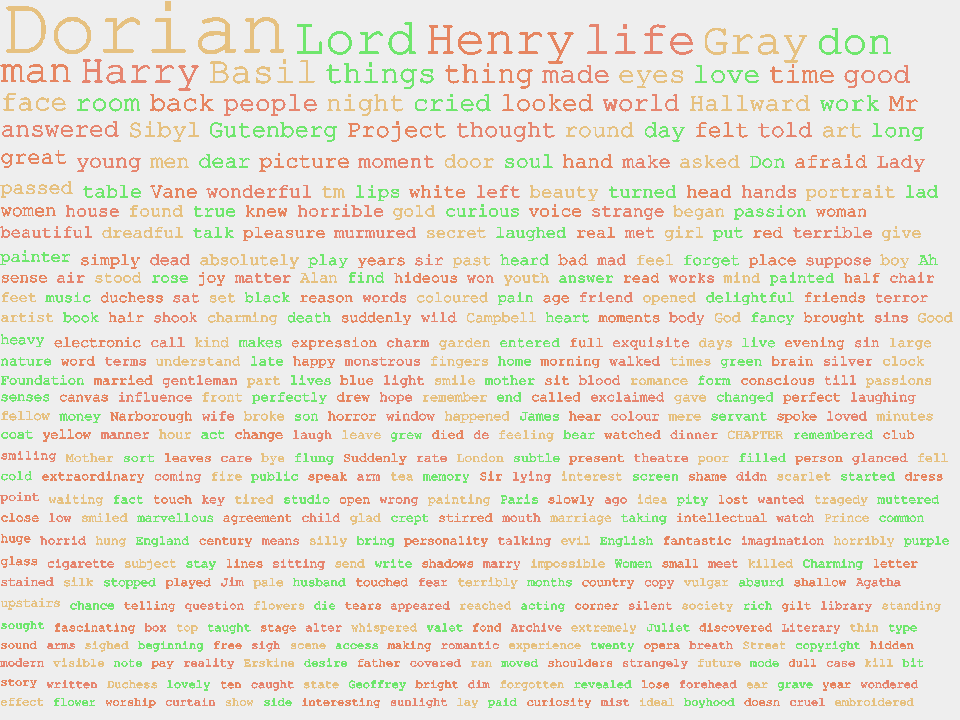 Dorian Lord Henry life Gray don
man Harry Basil things thing made eyes love time good
face room back people night cried looked world Hallward work Mr
answered Sibyl Gutenberg Project thought round day felt told art long
great young men dear picture moment door soul hand make asked Don afraid Lady
passed table Vane wonderful tm lips white left beauty turned head hands portrait lad
women house found true knew horrible gold curious voice strange began passion woman
beautiful dreadful talk pleasure murmured secret laughed real met girl put red terrible give
painter simply dead absolutely play years sir past heard bad mad feel forget place suppose boy Ah
sense air stood rose joy matter Alan find hideous won youth answer read works mind painted half chair
feet music duchess sat set black reason words coloured pain age friend opened delightful friends terror
artist book hair shook charming death suddenly wild Campbell heart moments body God fancy brought sins Good
heavy electronic call kind makes expression charm garden entered full exquisite days live evening sin large
nature word terms understand late happy monstrous fingers home morning walked times green brain silver clock
Foundation married gentleman part lives blue light smile mother sit blood romance form conscious till passions
senses canvas influence front perfectly drew hope remember end called exclaimed gave changed perfect laughing
fellow money Narborough wife broke son horror window happened James hear colour mere servant spoke loved minutes
coat yellow manner hour act change laugh leave grew died de feeling bear watched dinner CHAPTER remembered club
smiling Mother sort leaves care bye flung Suddenly rate London subtle present theatre poor filled person glanced fell
cold extraordinary coming fire public speak arm tea memory Sir lying interest screen shame didn scarlet started dress
point waiting fact touch key tired studio open wrong painting Paris slowly ago idea pity lost wanted tragedy muttered
close low smiled marvellous agreement child glad crept stirred mouth marriage taking intellectual watch Prince common
huge horrid hung England century means silly bring personality talking evil English fantastic imagination horribly purple
glass cigarette subject stay lines sitting send write shadows marry impossible Women small meet killed Charming letter
stained silk stopped played Jim pale husband touched fear terribly months country copy vulgar absurd shallow Agatha
upstairs chance telling question flowers die tears appeared reached acting corner silent society rich gilt library standing
sought fascinating box top taught stage alter whispered valet fond Archive extremely Juliet discovered Literary thin type
sound arms sighed beginning free sigh scene access making romantic experience twenty opera breath Street copyright hidden
modern visible note pay reality Erskine desire father covered ran moved shoulders strangely future mode dull case kill bit
story written Duchess lovely ten caught state Geoffrey bright dim forgotten revealed lose forehead ear grave year wondered
effect flower worship curtain show side interesting sunlight lay paid curiosity mist ideal boyhood doesn cruel embroidered